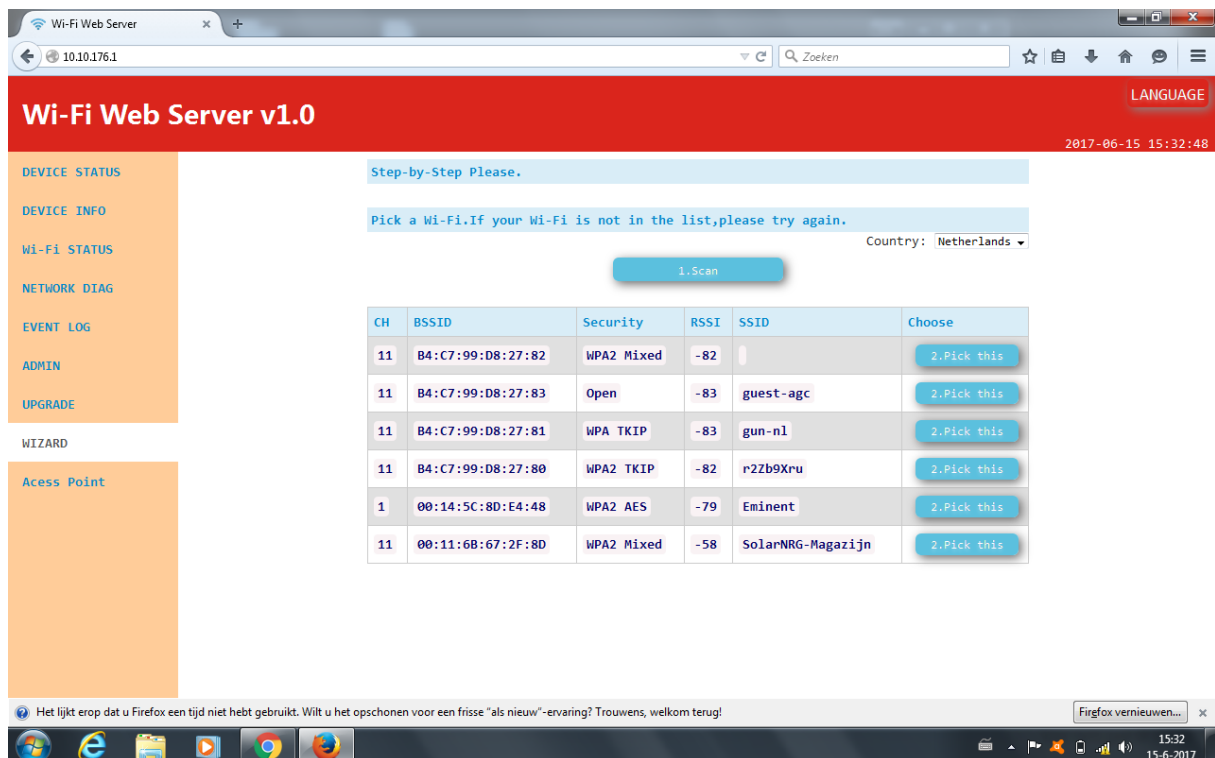 Wi-Fi Web Server
10.10.176.1
Zoeken
Wi-Fi Web Server v1.0
LANGUAGE
2017-06-15 15:32:48
DEVICE STATUS
DEVICE INFO
Wi-Fi STATUS
NETWORK DIAG
EVENT LOG
ADMIN
UPGRADE
WIZARD
Acess Point
Step-by-Step Please.
Pick a Wi-Fi.If your Wi-Fi is not in the list,please try again.
Country: Netherlands
1.Scan
CH BSSID Security RSSI SSID Choose
11 B4:C7:99:D8:27:82 WPA2 Mixed -82 2.Pick this
11 B4:C7:99:D8:27:83 Open -83 guest-agc 2.Pick this
11 B4:C7:99:D8:27:81 WPA TKIP -83 gun-nl 2.Pick this
11 B4:C7:99:D8:27:80 WPA2 TKIP -82 r2Zb9Xru 2.Pick this
1 00:14:5C:8D:E4:48 WPA2 AES -79 Eminent 2.Pick this
11 00:11:6B:67:2F:8D WPA2 Mixed -58 SolarNRG-Magazijn 2.Pick this
Het lijkt erop dat u Firefox een tijd niet hebt gebruikt. Wilt u het opschonen voor een frisse "als nieuw"-ervaring? Trouwens, welkom terug!
Firefox vernieuwen...
15:32
15-6-2017